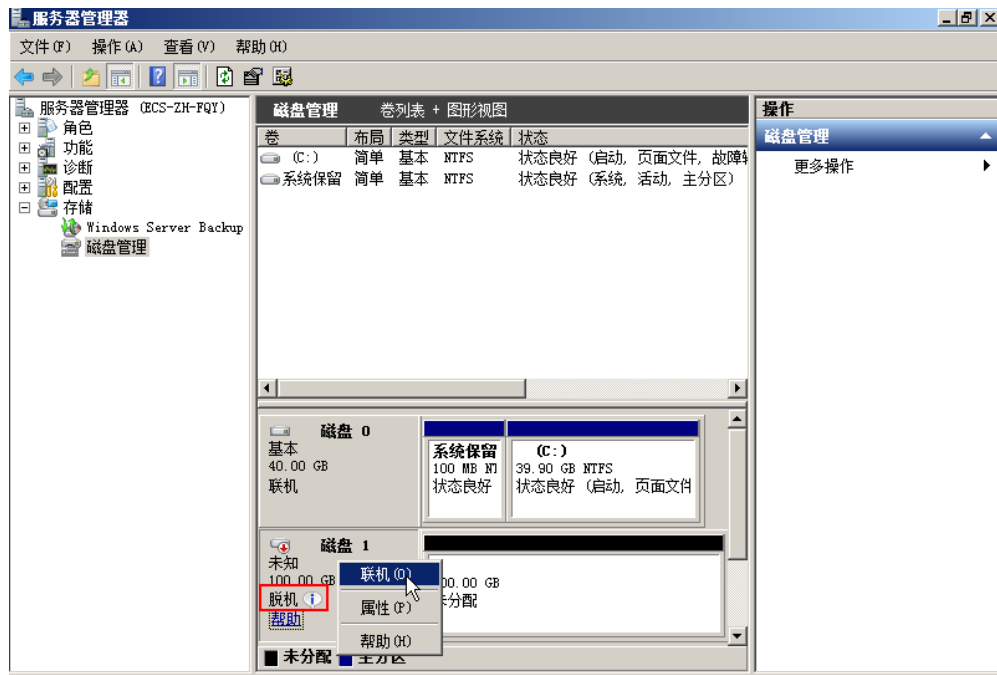 服务器管理器
文件(F) 操作(A) 查看(V) 帮助(H)
服务器管理器 (ECS-ZH-FQY)
角色
功能
诊断
配置
存储
Windows Server Backup
磁盘管理
磁盘管理 卷列表 + 图形视图
卷 布局 类型 文件系统 状态
(C:) 简单 基本 NTFS 状态良好 (启动, 页面文件, 故障
系统保留 简单 基本 NTFS 状态良好 (系统, 活动, 主分区)
磁盘 0
基本
40.00 GB
联机
系统保留
100 MB NT
状态良好
(C:)
39.90 GB NTFS
状态良好 (启动, 页面文件
磁盘 1
未知
100.00 GB
脱机
帮助
00.00 GB
未分配
联机(O)
属性(P)
帮助(H)
未分配 主分区
操作
磁盘管理
更多操作